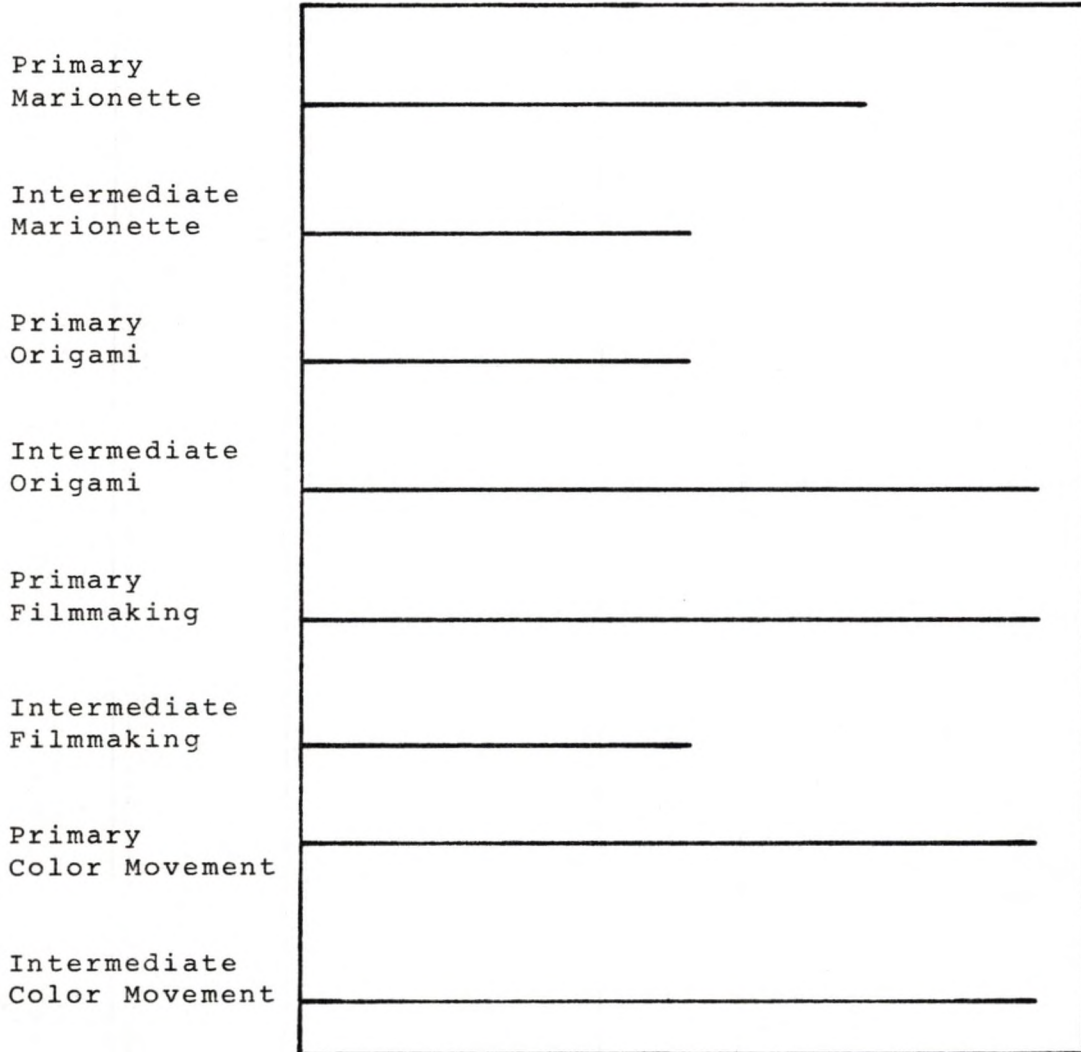 Primary
Marionette
Intermediate
Marionette
Primary
Origami
Intermediate
Origami
Primary
Filmmaking
Intermediate
Filmmaking
Primary
Color Movement
Intermediate
Color Movement